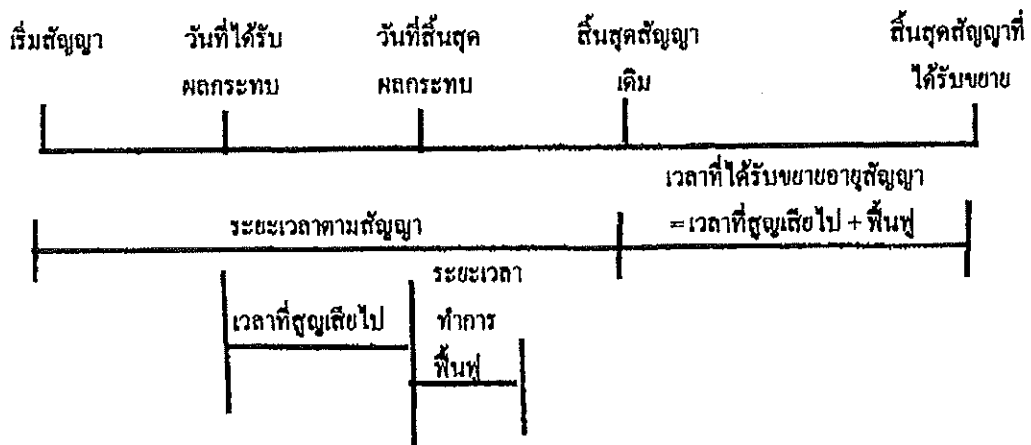 เริ่มสัญญา
วันที่ได้รับ
ผลกระทบ
วันที่สิ้นสุด
ผลกระทบ
สิ้นสุดสัญญา
เดิม
สิ้นสุดสัญญาที่
ได้รับขยาย
เวลาที่ได้รับขยายอายุสัญญา
=เวลาที่สูญเสียไป + ฟื้นฟู
ระยะเวลาตามสัญญา
เวลาที่สูญเสียไป
ระยะเวลา
ทำการ
ฟื้นฟู